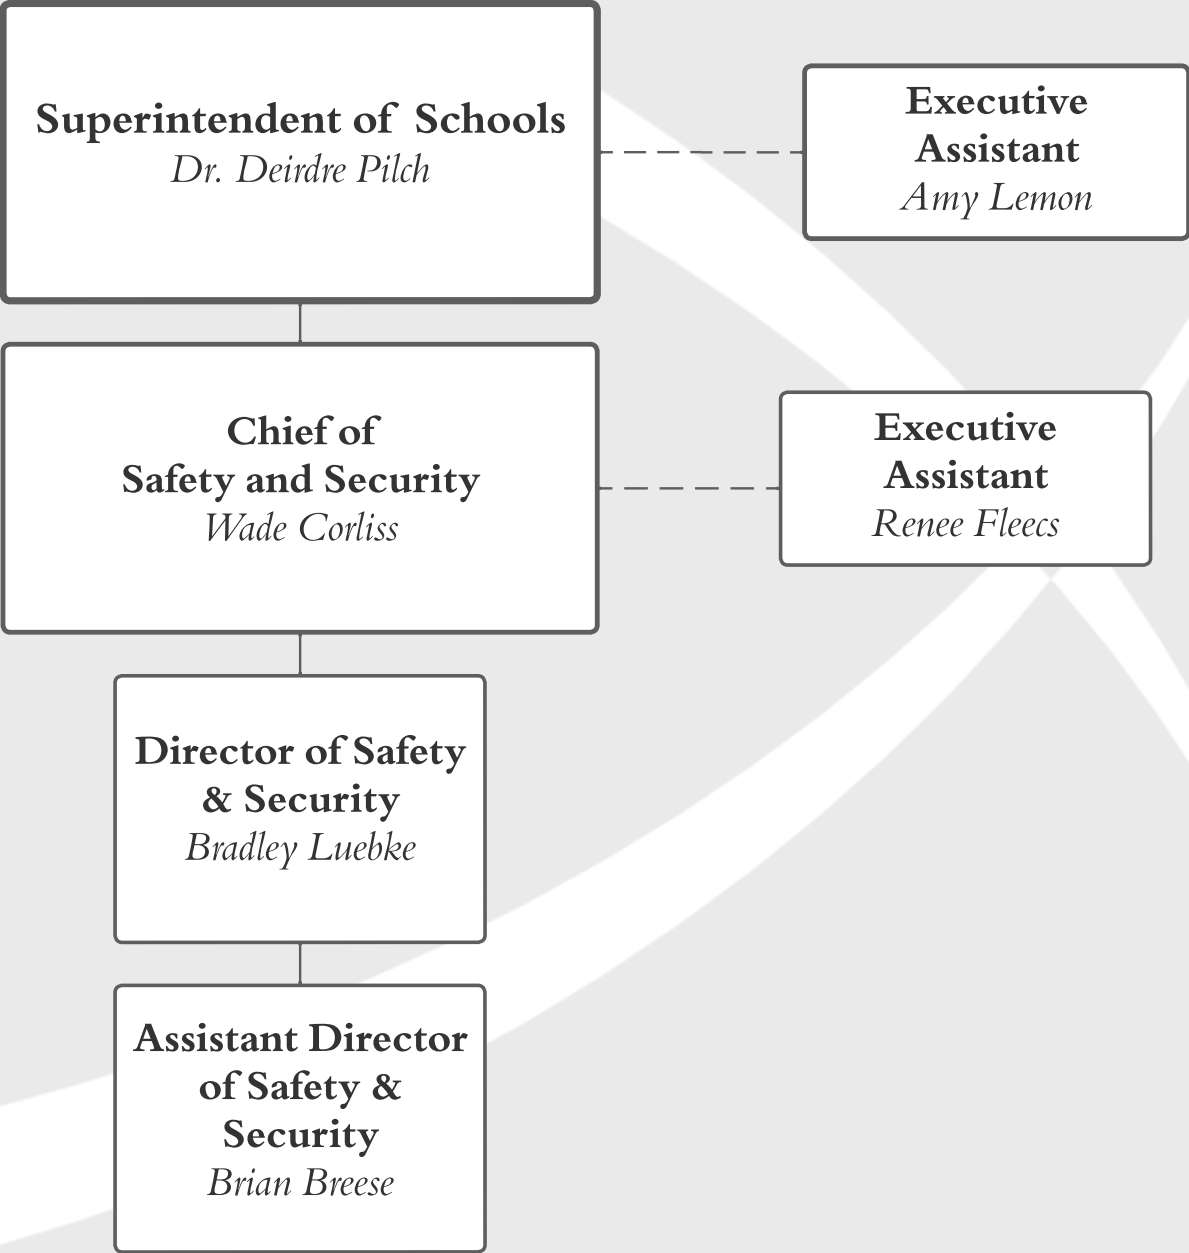 Superintendent of Schools
Dr. Deirdre Pilch
Executive
Assistant
Amy Lemon
Chief of
Safety and Security
Wade Corliss
Executive
Assistant
Renee Fleecs
Director of Safety
& Security
Bradley Luebke
Assistant Director
of Safety &
Security
Brian Breese